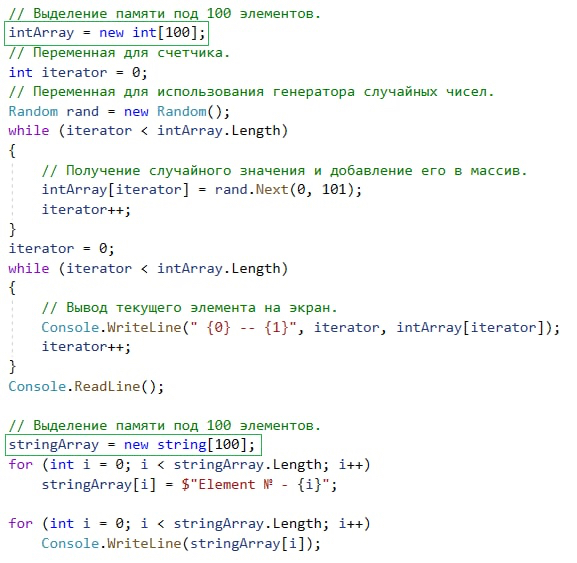 // Выделение памяти под 100 элементов.
intArray = new int[100];
// Переменная для счетчика.
int iterator = 0;
// Переменная для использования генератора случайных чисел.
Random rand = new Random();
while (iterator < intArray.Length)
{
    // Получение случайного значения и добавление его в массив.
    intArray[iterator] = rand.Next(0, 101);
    iterator++;
}
iterator = 0;
while (iterator < intArray.Length)
{
    // Вывод текущего элемента на экран.
    Console.WriteLine(" {0} -- {1}", iterator, intArray[iterator]);
    iterator++;
}
Console.ReadLine();

// Выделение памяти под 100 элементов.
stringArray = new string[100];
for (int i = 0; i < stringArray.Length; i++)
    stringArray[i] = $"Element № - {i}";

for (int i = 0; i < stringArray.Length; i++)
    Console.WriteLine(stringArray[i]);